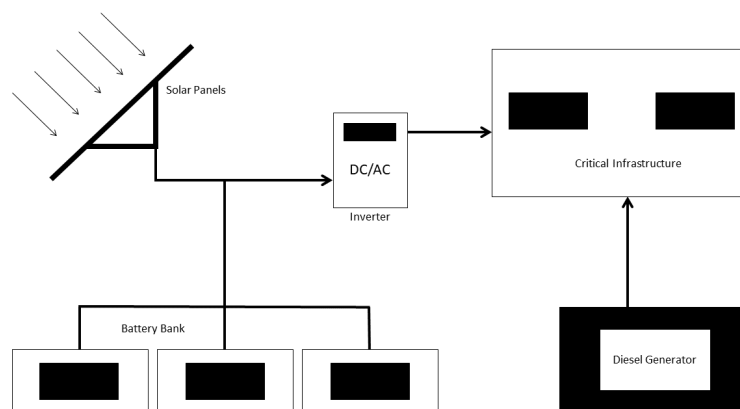 Solar Panels
DC/AC
Inverter
Critical Infrastructure
Battery Bank
Diesel Generator